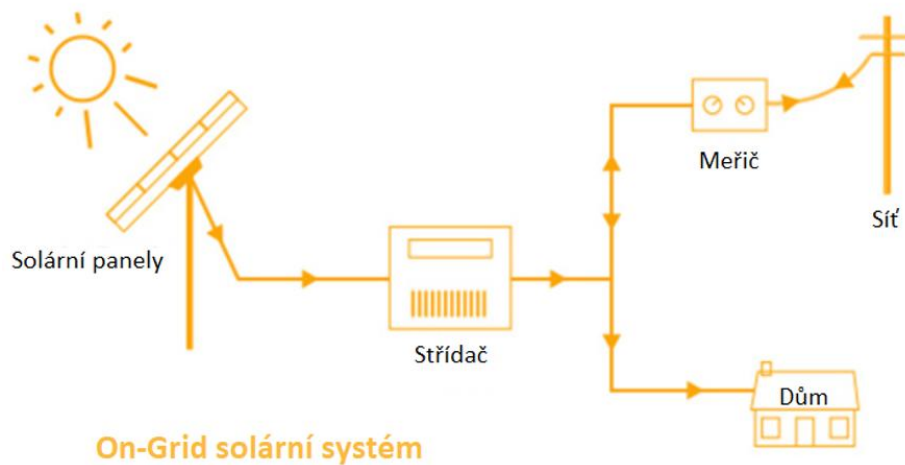 Meřič
Síť
Solární panely
Střídač
Dům
On-Grid solární systém